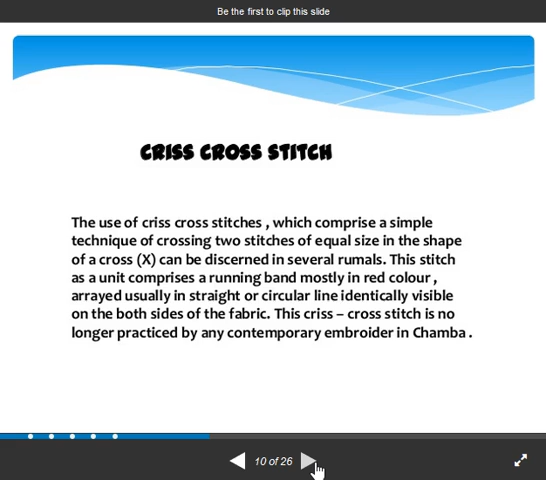 Be the first to clip this slide
CRISS CROSS STITCH
The use of criss cross stitches , which comprise a simple
technique of crossing two stitches of equal size in the shape
of a cross (X) can be discerned in several rumals. This stitch
as a unit comprises a running band mostly in red colour ,
arrayed usually in straight or circular line identically visible
on the both sides of the fabric. This criss – cross stitch is no
longer practiced by any contemporary embroider in Chamba .
10 of 26